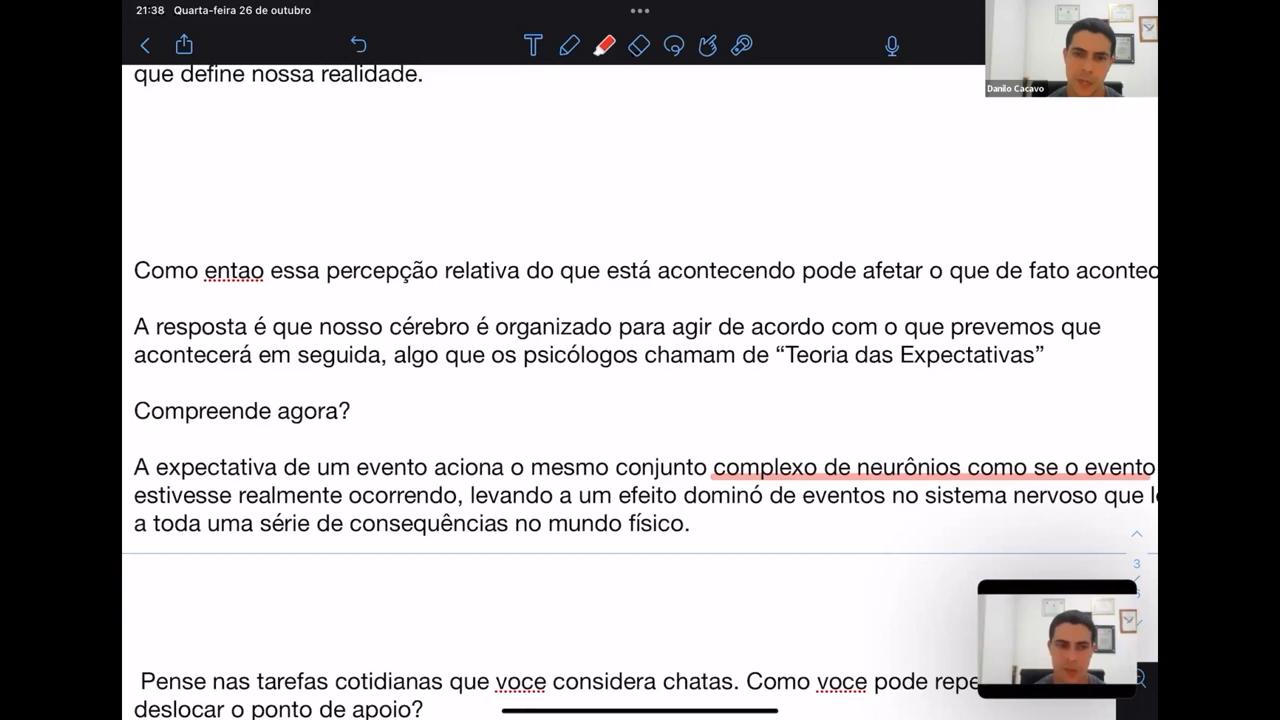 21:38 Quarta-feira 26 de outubro
que define nossa realidade.
Danilo Cacavo
Como entao essa percepção relativa do que está acontecendo pode afetar o que de fato acontec
A resposta é que nosso cérebro é organizado para agir de acordo com o que prevemos que
acontecerá em seguida, algo que os psicólogos chamam de “Teoria das Expectativas”
Compreende agora?
A expectativa de um evento aciona o mesmo conjunto complexo de neurônios como se o evento
estivesse realmente ocorrendo, levando a um efeito dominó de eventos no sistema nervoso que l
a toda uma série de consequências no mundo físico.
3
Pense nas tarefas cotidianas que voce considera chatas. Como voce pode repe
deslocar o ponto de apoio?